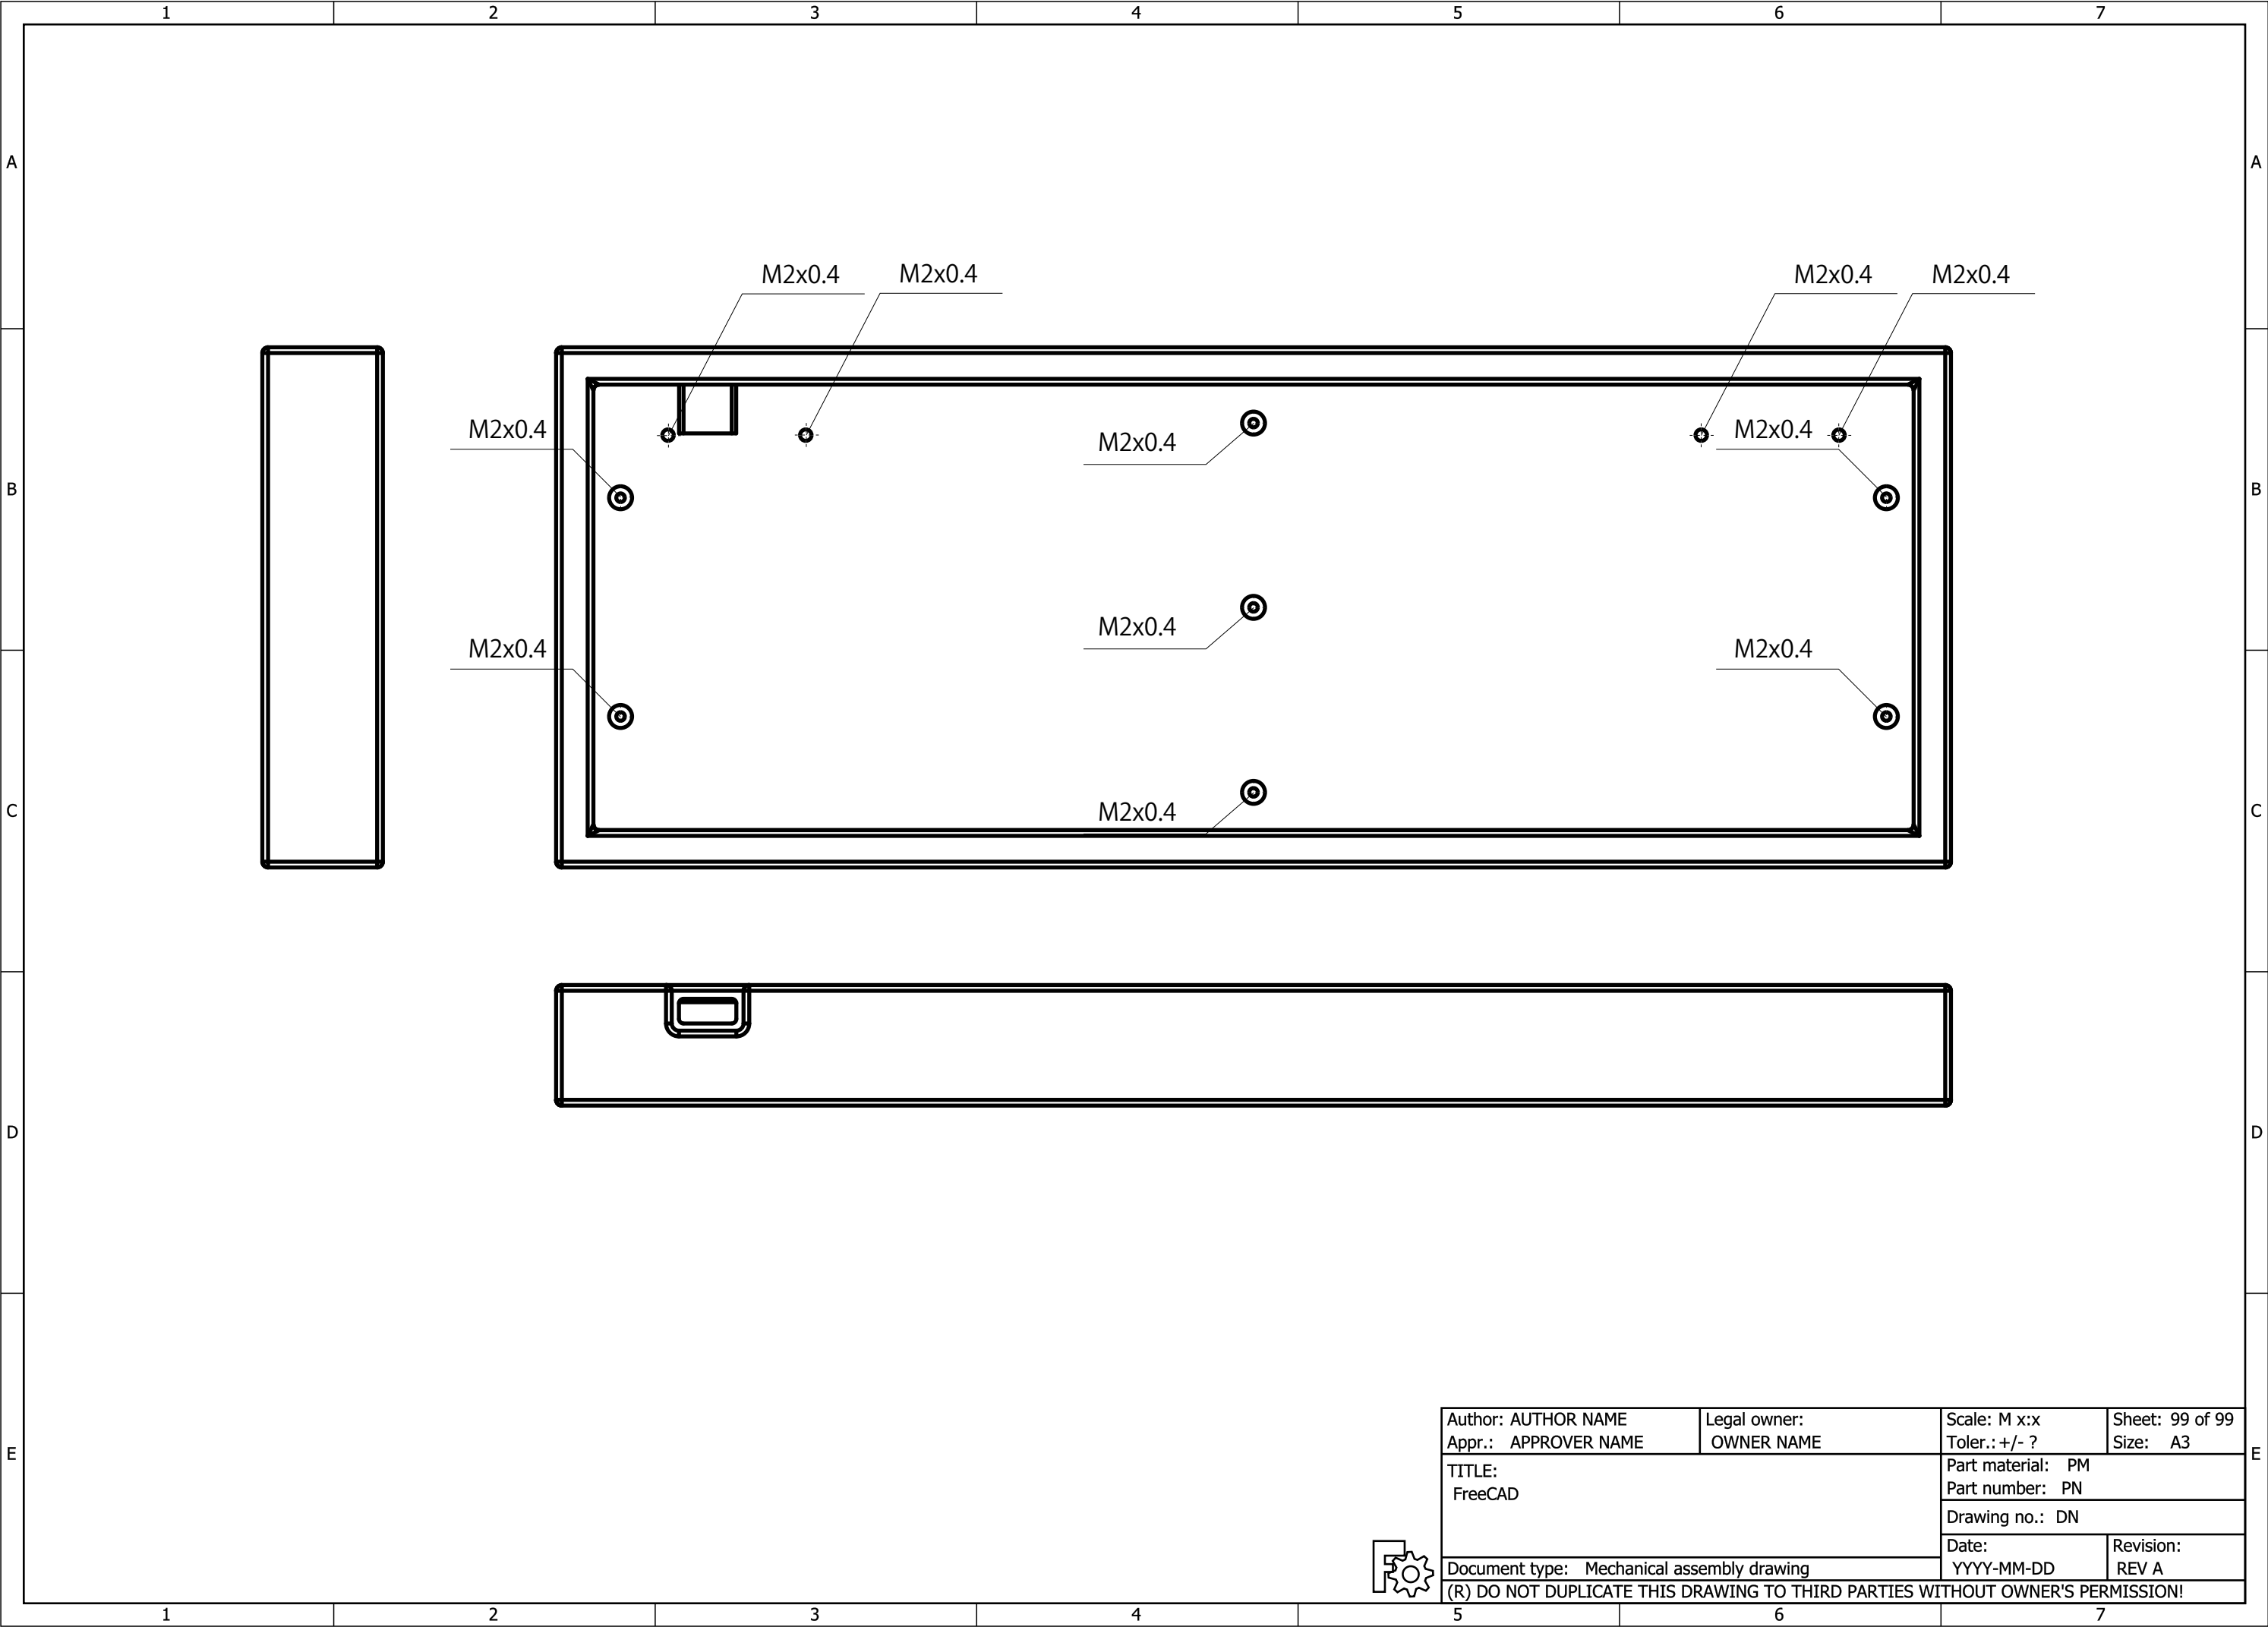 1 2 3 4 5 6 7
A A
M2x0.4 M2x0.4 M2x0.4 M2x0.4
M2x0.4 M2x0.4 M2x0.4
B B
M2x0.4
M2x0.4 M2x0.4
C C
M2x0.4
D D
Author: AUTHOR NAME Legal owner: Scale: M x:x Sheet: 99 of 99
Appr.: APPROVER NAME OWNER NAME Toler.: +/- ? Size: A3
E E
TITLE: Part material: PM
FreeCAD Part number: PN
Drawing no.: DN
Date: Revision:
Document type: Mechanical assembly drawing YYYY-MM-DD REV A
(R) DO NOT DUPLICATE THIS DRAWING TO THIRD PARTIES WITHOUT OWNER'S PERMISSION!
1 2 3 4 5 6 7